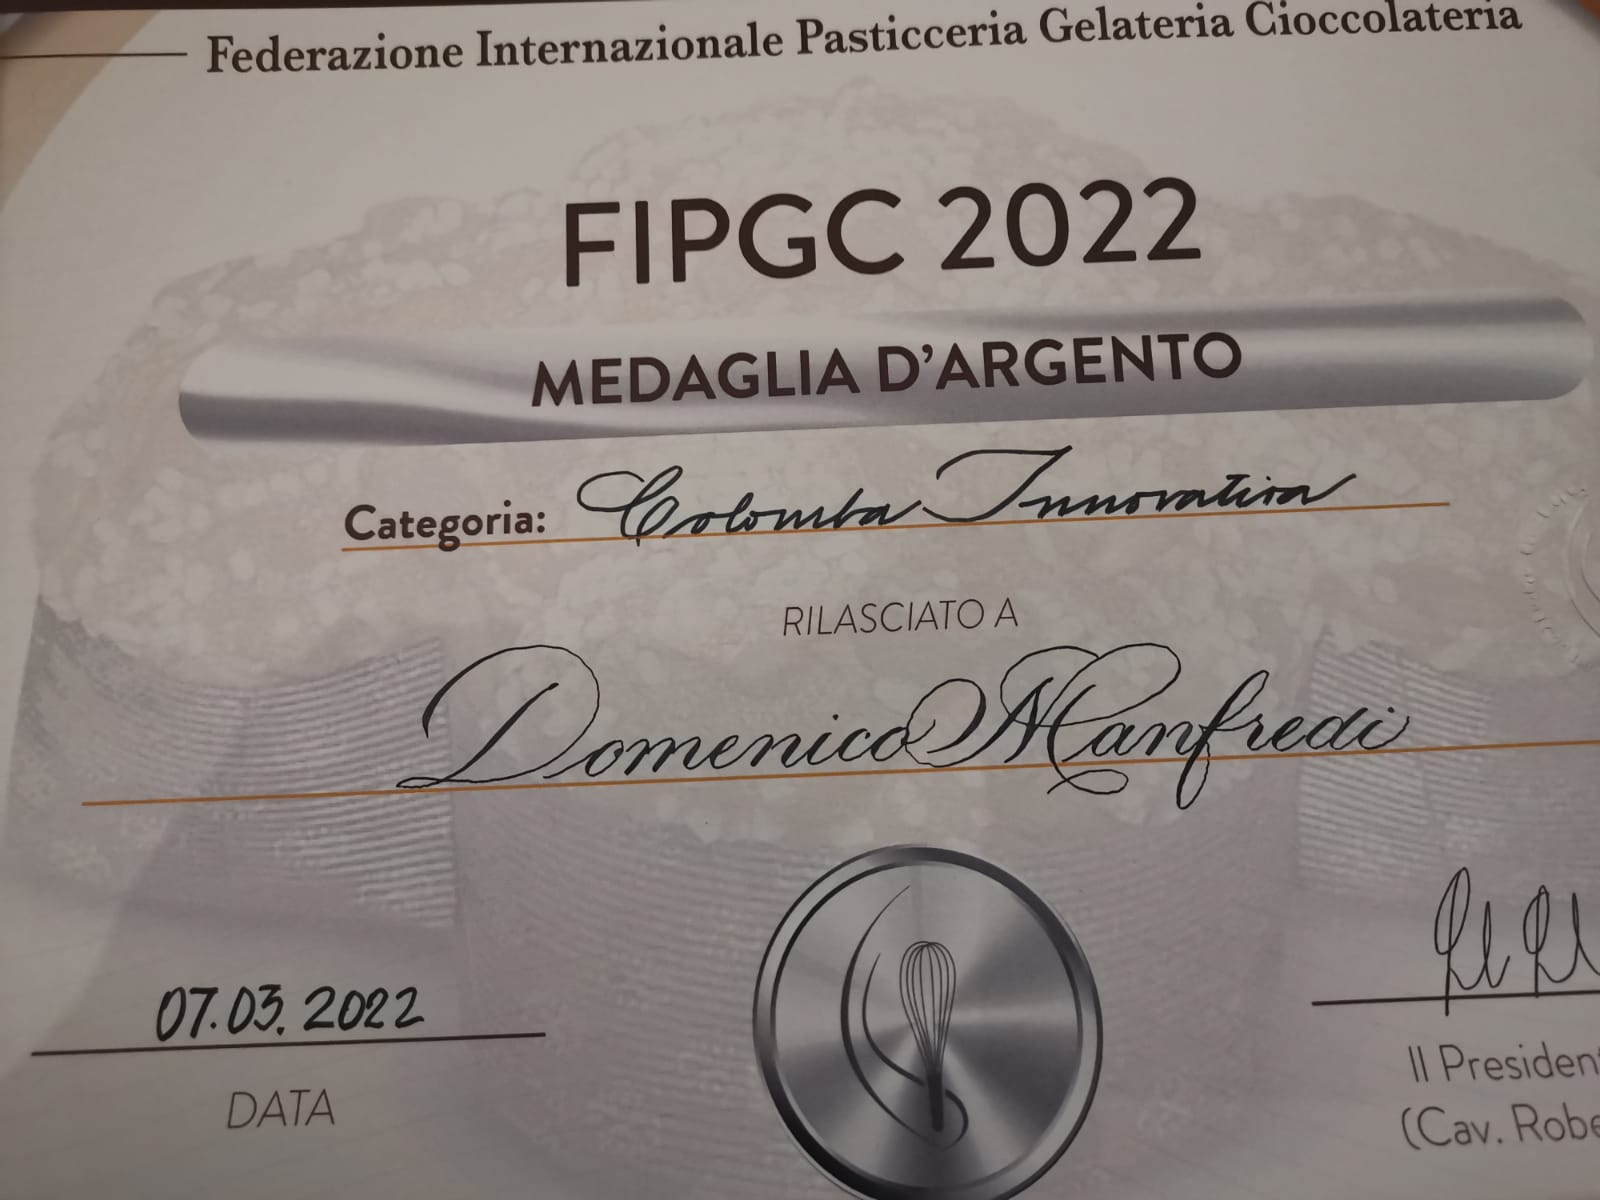 Federazione Internazionale Pasticceria Gelateria Cioccolateria
FIPGC 2022
MEDAGLIA D'ARGENTO
Categoria: Colomba Innovativa
RILASCIATO A
Domenico Manfredi
07.03.2022
DATA
Il Presiden
(Cav. Robe